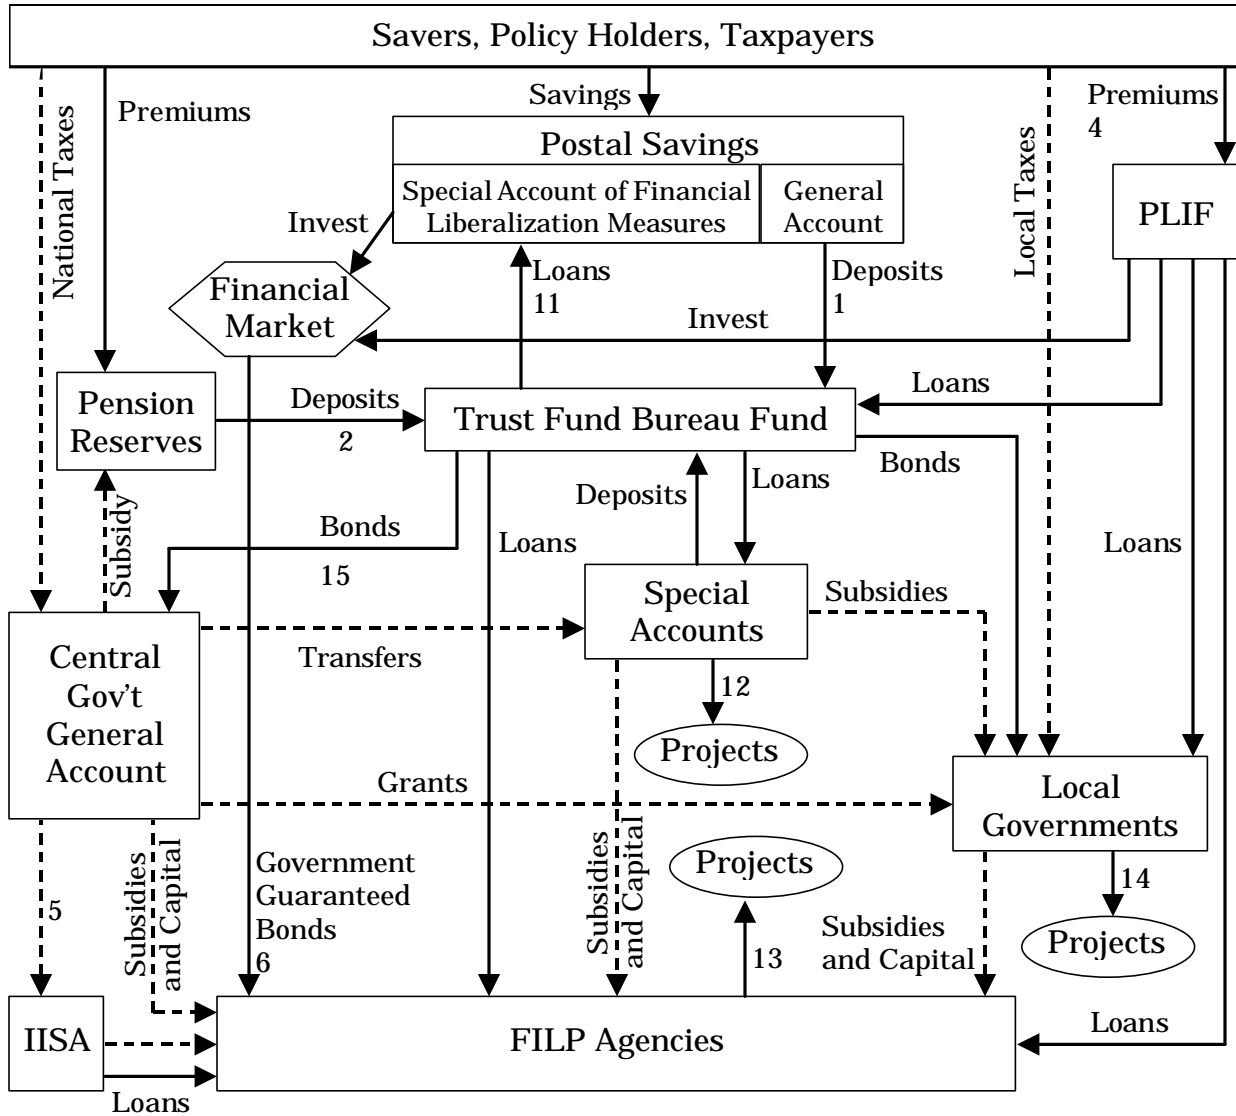 Savers, Policy Holders, Taxpayers
National Taxes
Premiums
Savings
Local Taxes
Premiums
4
Postal Savings
Special Account of Financial
Liberalization Measures
General
Account
PLIF
Invest
Financial
Market
Loans
11
Deposits
1
Invest
Loans
Pension
Reserves
Deposits
2
Trust Fund Bureau Fund
Subsidy
Bonds
15
Loans
Deposits
Loans
Bonds
Loans
Special
Accounts
Subsidies
Central
Gov't
General
Account
Transfers
12
Projects
Grants
Local
Governments
5
Subsidies
and Capital
Government
Guaranteed
Bonds
6
Subsidies
and Capital
Projects
13
Subsidies
and Capital
14
Projects
IISA
FILP Agencies
Loans
Loans